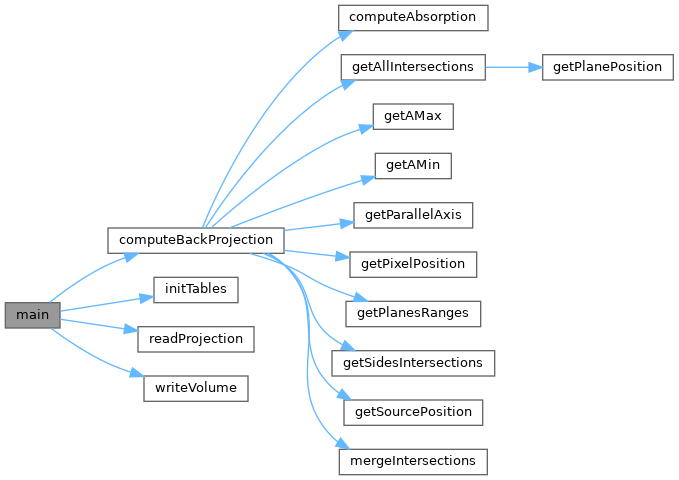 main
computeBackProjection
initTables
readProjection
writeVolume
computeAbsorption
getAllIntersections
getAMax
getAMin
getParallelAxis
getPixelPosition
getPlanesRanges
getSidesIntersections
getSourcePosition
mergeIntersections
getPlanePosition